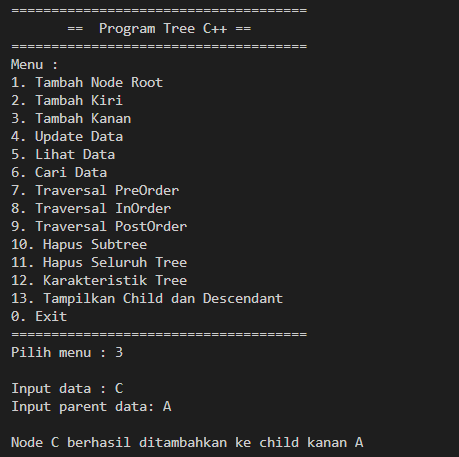 =====================================
== Program Tree C++ ==
=====================================
Menu :
1. Tambah Node Root
2. Tambah Kiri
3. Tambah Kanan
4. Update Data
5. Lihat Data
6. Cari Data
7. Traversal PreOrder
8. Traversal InOrder
9. Traversal PostOrder
10. Hapus Subtree
11. Hapus Seluruh Tree
12. Karakteristik Tree
13. Tampilkan Child dan Descendant
0. Exit
=====================================
Pilih menu : 3
Input data : C
Input parent data: A
Node C berhasil ditambahkan ke child kanan A